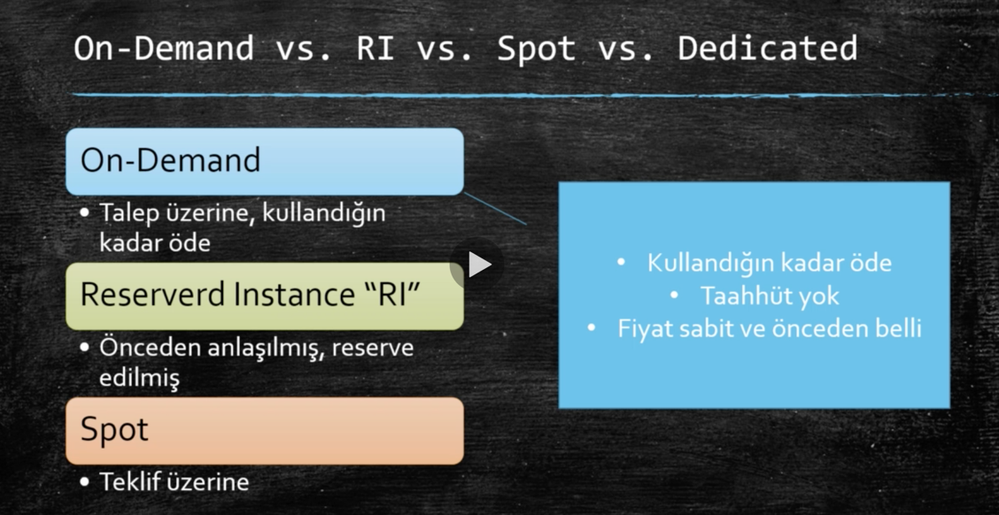 On-Demand vs. RI vs. Spot vs. Dedicated
On-Demand
• Talep üzerine, kullandığın
kadar öde
Reserverd Instance “RI”
• Önceden anlaşılmış, reserve
edilmiş
Spot
• Teklif üzerine
• Kullandığın kadar öde
• Taahhüt yok
• Fiyat sabit ve önceden belli